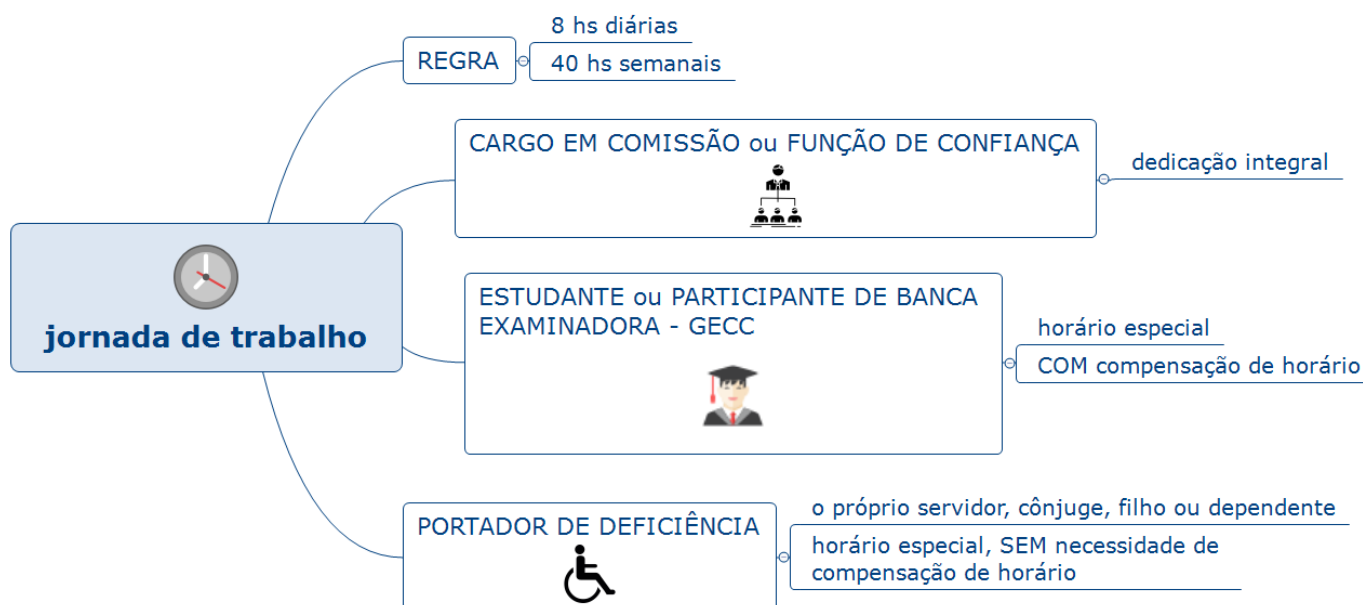 8 hs diárias
REGRA
40 hs semanais
CARGO EM COMISSÃO ou FUNÇÃO DE CONFIANÇA
dedicação integral
jornada de trabalho
ESTUDANTE ou PARTICIPANTE DE BANCA
EXAMINADORA - GECC
horário especial
COM compensação de horário
PORTADOR DE DEFICIÊNCIA
o próprio servidor, cônjuge, filho ou dependente
horário especial, SEM necessidade de
compensação de horário